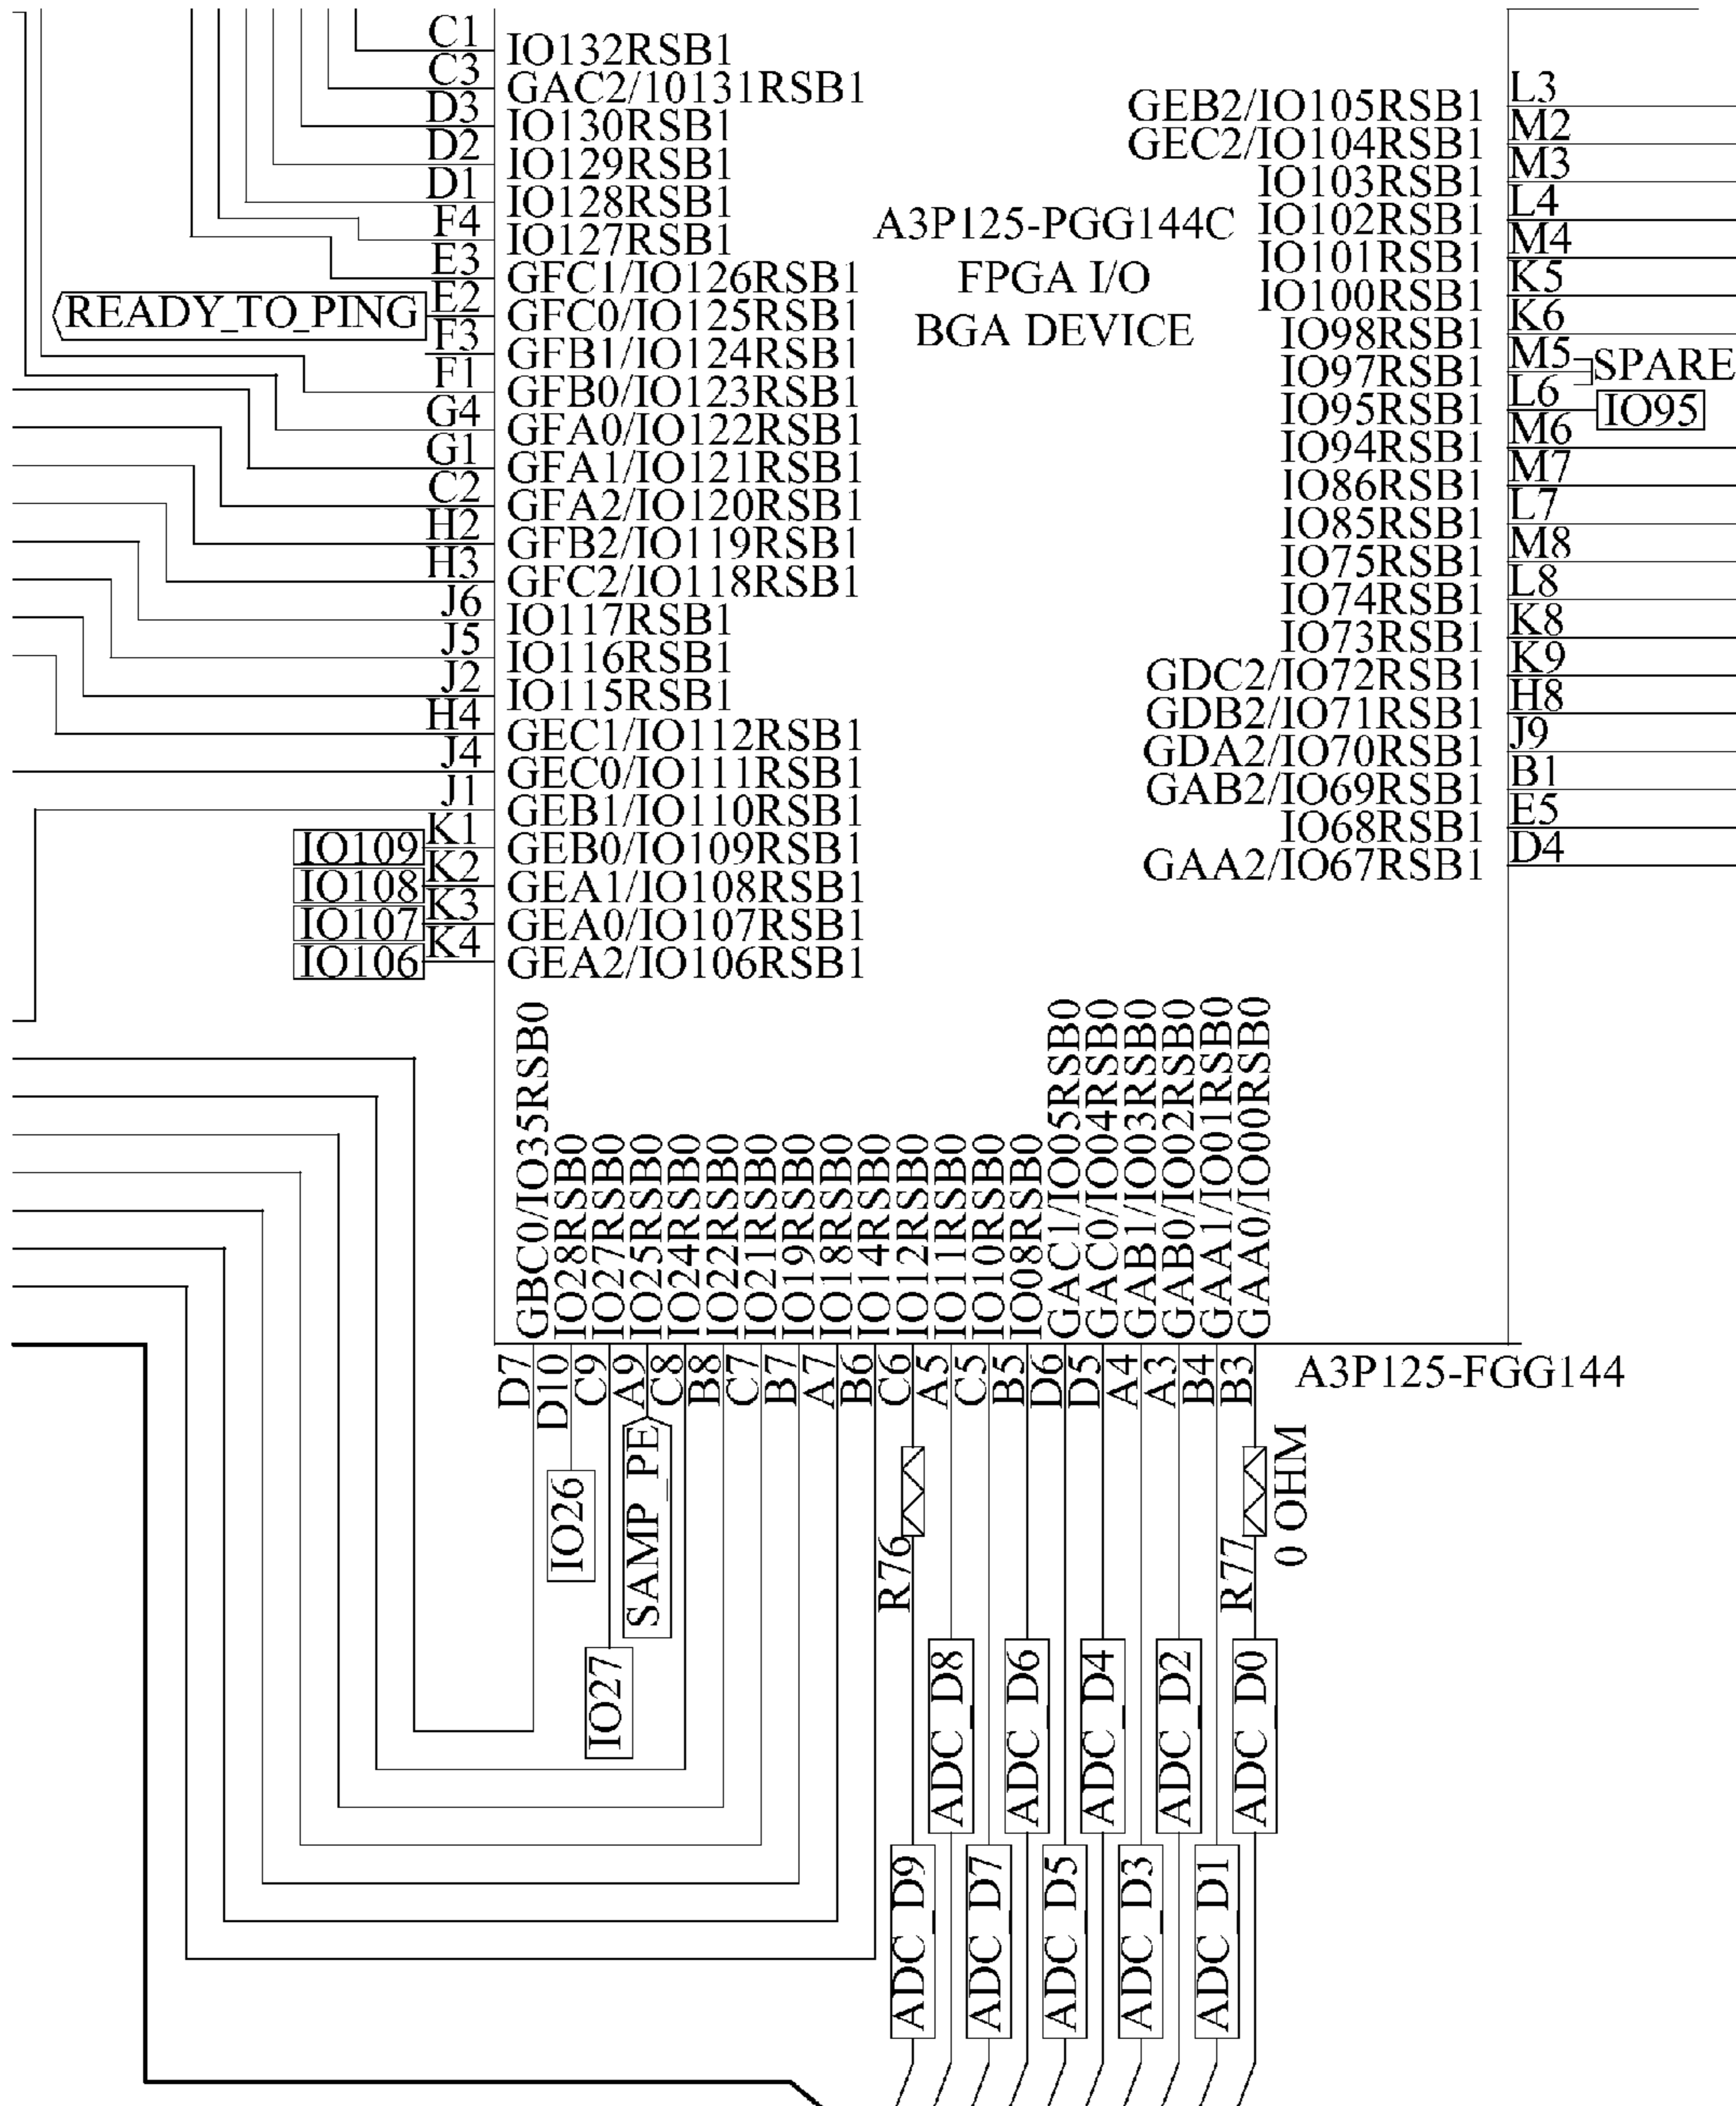 C1 IO132RSB1
C3 GAC2/10131RSB1
D3 IO130RSB1
D2 IO129RSB1
D1 IO128RSB1
F4 IO127RSB1
E3 GFC1/IO126RSB1
READY_TO_PING E2 GFC0/IO125RSB1
F3 GFB1/IO124RSB1
F1 GFB0/IO123RSB1
G4 GFA0/IO122RSB1
G1 GFA1/IO121RSB1
C2 GFA2/IO120RSB1
H2 GFB2/IO119RSB1
H3 GFC2/IO118RSB1
J6 IO117RSB1
J5 IO116RSB1
J2 IO115RSB1
H4 GEC1/IO112RSB1
J4 GEC0/IO111RSB1
J1 GEB1/IO110RSB1
IO109 K1 GEB0/IO109RSB1
IO108 K2 GEA1/IO108RSB1
IO107 K3 GEA0/IO107RSB1
IO106 K4 GEA2/IO106RSB1
A3P125-PGG144C
FPGA I/O
BGA DEVICE
GEB2/IO105RSB1 L3
GEC2/IO104RSB1 M2
IO103RSB1 M3
IO102RSB1 L4
IO101RSB1 M4
IO100RSB1 K5
IO98RSB1 K6
IO97RSB1 M5 SPARE
IO95RSB1 L6 IO95
IO94RSB1 M6
IO86RSB1 M7
IO85RSB1 L7
IO75RSB1 M8
IO74RSB1 L8
IO73RSB1 K8
GDC2/IO72RSB1 K9
GDB2/IO71RSB1 H8
GDA2/IO70RSB1 J9
GAB2/IO69RSB1 B1
IO68RSB1 E5
GAA2/IO67RSB1 D4
GBC0/IO35RSB0 D7
IO28RSB0 D10 IO26
IO27RSB0 C9 IO27
IO25RSB0 A9 SAMP_PE
IO24RSB0 C8
IO22RSB0 B8
IO21RSB0 C7
IO19RSB0 B7
IO18RSB0 A7
IO14RSB0 B6
IO12RSB0 C6 R76 ADC_D9
IO11RSB0 A5 ADC_D8
IO10RSB0 C5 ADC_D7
IO08RSB0 B5 ADC_D6
GAC1/IO05RSB0 D6 ADC_D5
GAC0/IO04RSB0 D5 ADC_D4
GAB1/IO03RSB0 A4 ADC_D3
GAB0/IO02RSB0 A3 ADC_D2
GAA1/IO01RSB0 B4 ADC_D1
GAA0/IO00RSB0 B3 R77 0 OHM ADC_D0
A3P125-FGG144